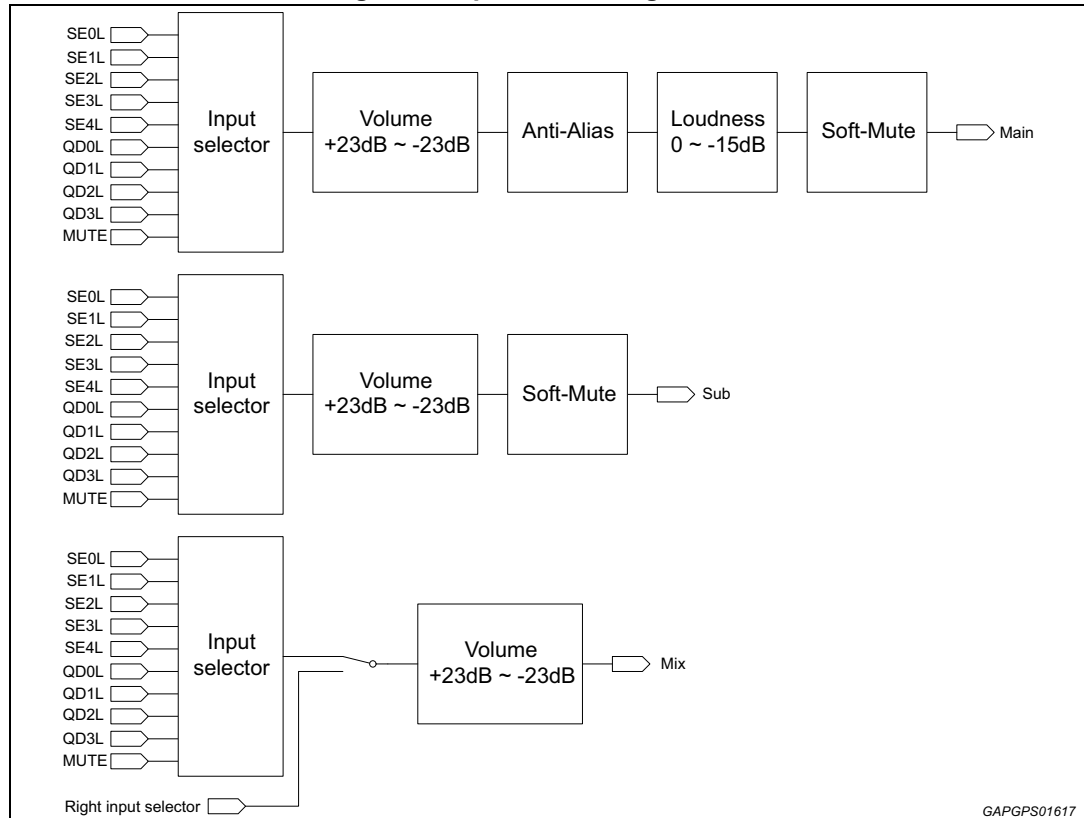 SE0L
SE1L
SE2L
SE3L
SE4L
QD0L
QD1L
QD2L
QD3L
MUTE
Input
selector
Volume
+23dB ~ -23dB
Anti-Alias
Loudness
0 ~ -15dB
Soft-Mute
Main
SE0L
SE1L
SE2L
SE3L
SE4L
QD0L
QD1L
QD2L
QD3L
MUTE
Input
selector
Volume
+23dB ~ -23dB
Soft-Mute
Sub
SE0L
SE1L
SE2L
SE3L
SE4L
QD0L
QD1L
QD2L
QD3L
MUTE
Input
selector
Volume
+23dB ~ -23dB
Mix
Right input selector
GAPGPS01617